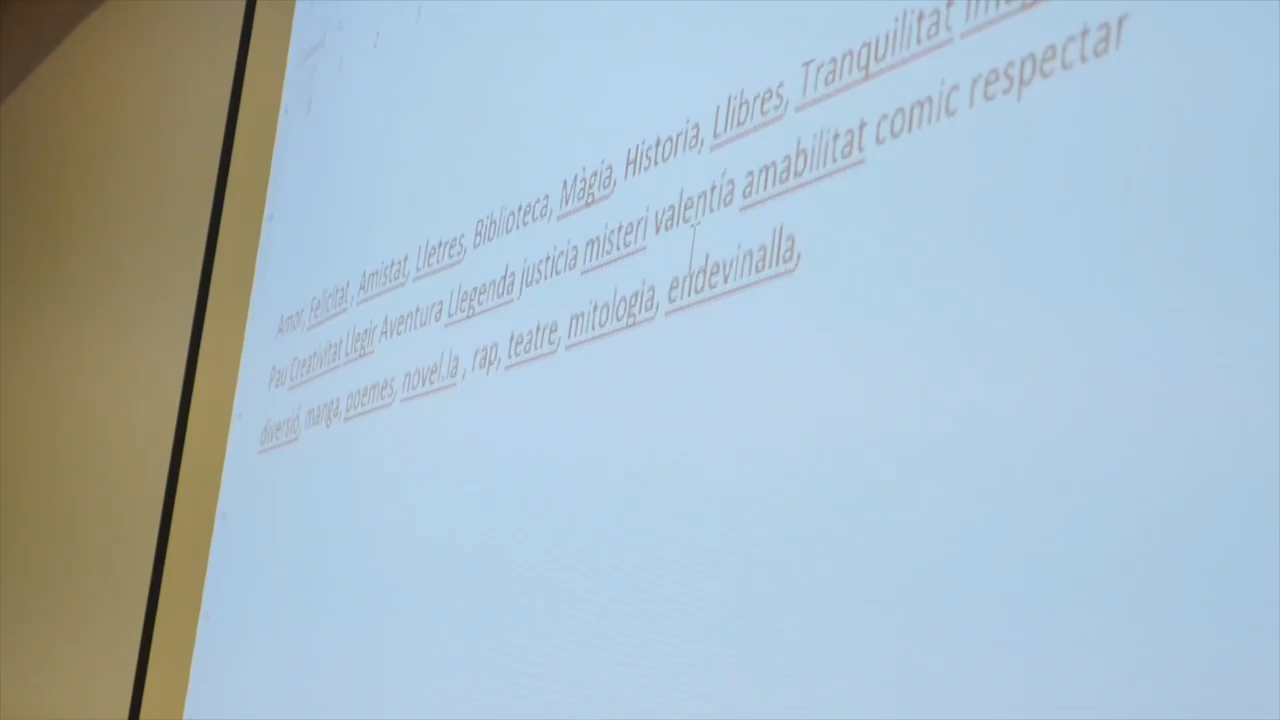 Amor, Felicitat , Amistat, Lletres, Biblioteca, Màgia, Historía, Llibres, Tranquilitat
Pau Creativitat Llegir Aventura Llegenda justicia misteri valentía amabilitat comic respectar
diversió, manga, poemes, novel.la , rap, teatre, mitologia, endevinalla,